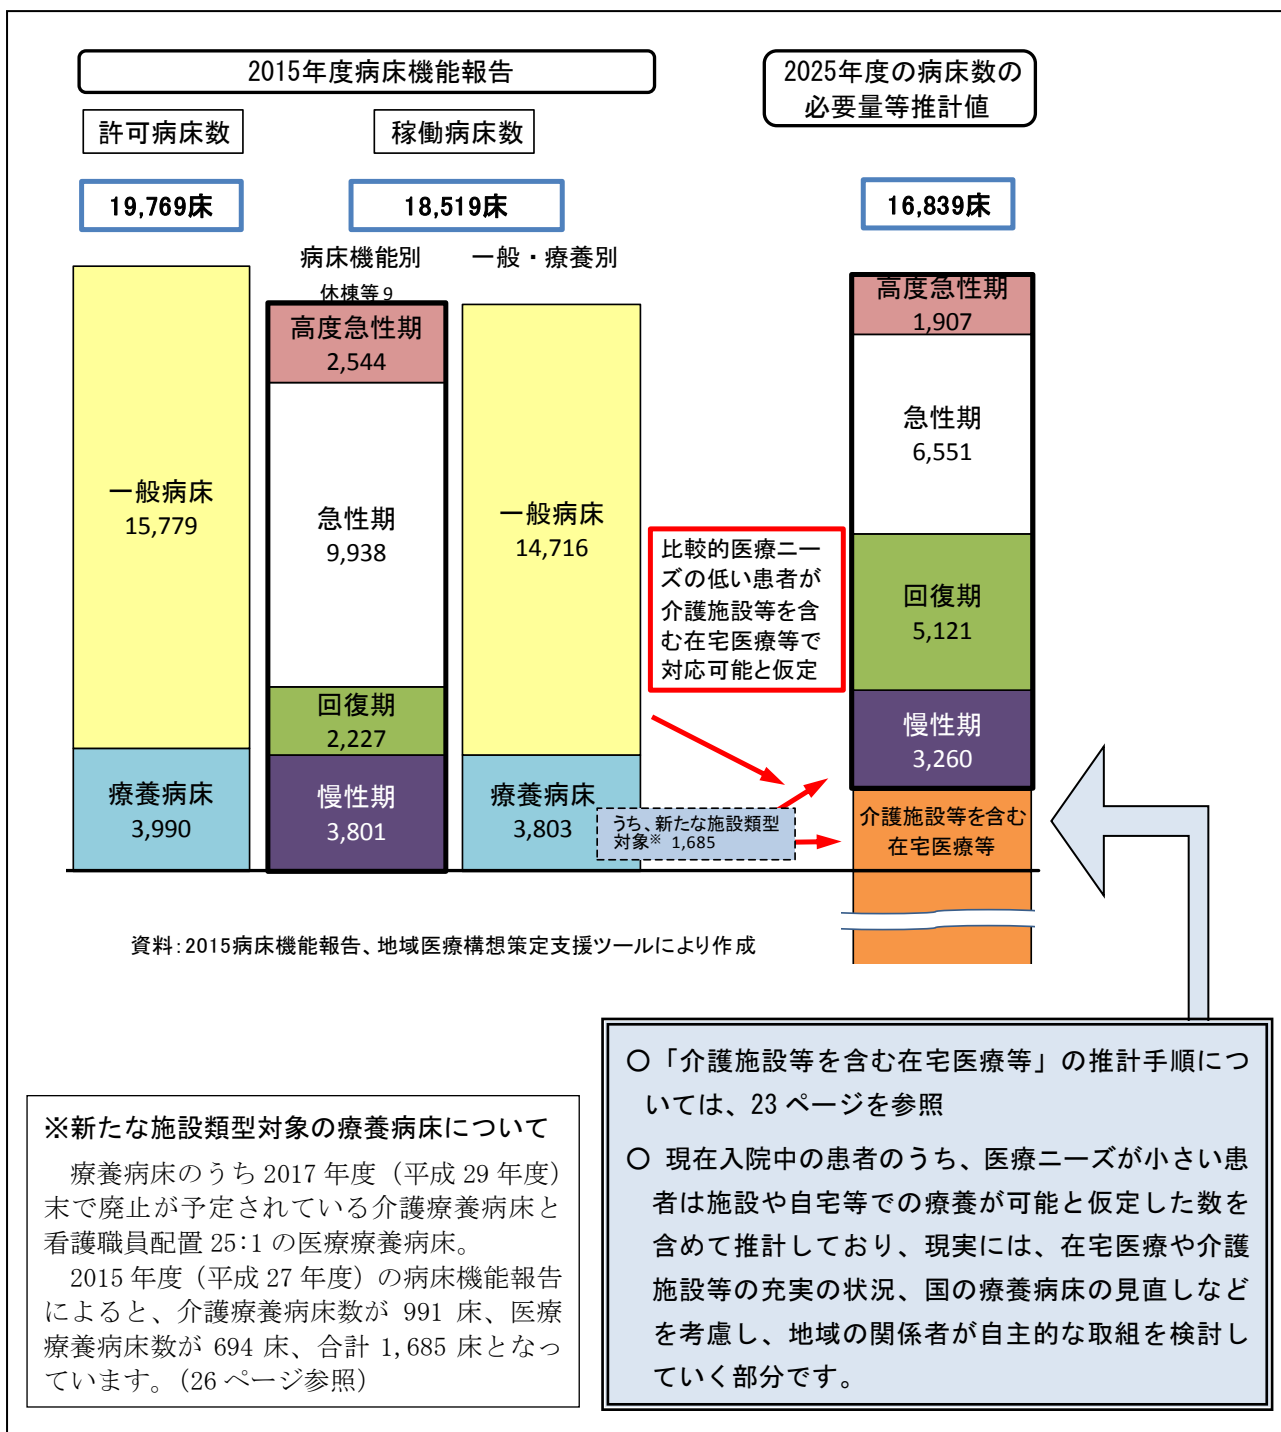 2015年度病床機能報告
2025年度の病床数の
必要量等推計値
許可病床数
稼働病床数
19,769床
18,519床
16,839床
病床機能別
一般・療養別
休棟等 9
一般病床
15,779
療養病床
3,990
高度急性期
2,544
急性期
9,938
回復期
2,227
慢性期
3,801
一般病床
14,716
療養病床
3,803
比較的医療ニー
ズの低い患者が
介護施設等を含
む在宅医療等で
対応可能と仮定
うち、新たな施設類型
対象※ 1,685
高度急性期
1,907
急性期
6,551
回復期
5,121
慢性期
3,260
介護施設等を含む
在宅医療等
資料:2015病床機能報告、地域医療構想策定支援ツールにより作成
※新たな施設類型対象の療養病床について
療養病床のうち 2017 年度（平成 29 年度）
末で廃止が予定されている介護療養病床と
看護職員配置 25:1 の医療療養病床。
2015 年度（平成 27 年度）の病床機能報告
によると、介護療養病床数が 991 床、医療
療養病床数が 694 床、合計 1,685 床となっ
ています。（26 ページ参照）
〇「介護施設等を含む在宅医療等」の推計手順につ
いては、23 ページを参照
〇 現在入院中の患者のうち、医療ニーズが小さい患
者は施設や自宅等での療養が可能と仮定した数を
含めて推計しており、現実には、在宅医療や介護
施設等の充実の状況、国の療養病床の見直しなど
を考慮し、地域の関係者が自主的な取組を検討し
ていく部分です。